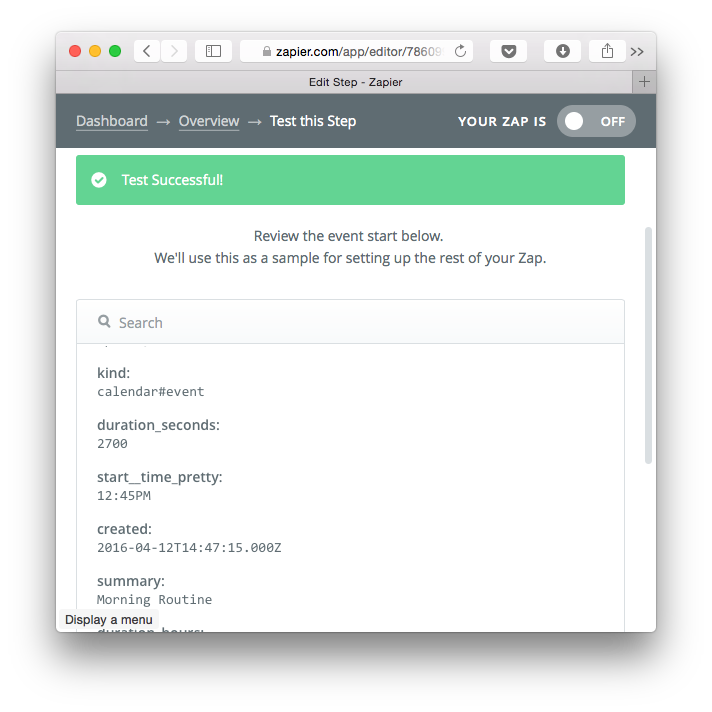 zapier.com/app/editor/7860
Edit Step - Zapier
Dashboard → Overview → Test this Step
YOUR ZAP IS OFF
Test Successful!
Review the event start below.
We'll use this as a sample for setting up the rest of your Zap.
Search
kind:
calendar#event
duration_seconds:
2700
start__time_pretty:
12:45PM
created:
2016-04-12T14:47:15.000Z
summary:
Morning Routine
Display a menu
duration_hours: